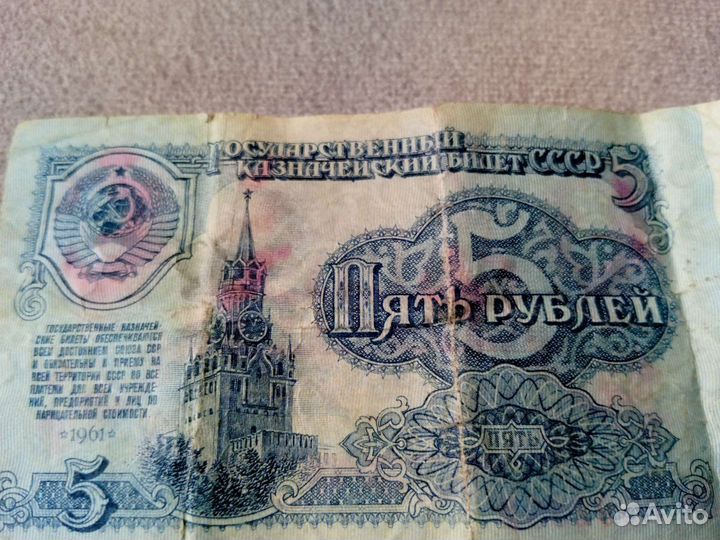 ГОСУДАРСТВЕННЫЙ
КАЗНАЧЕЙСКИЙ БИЛЕТ СССР
5
5
ПЯТЬ РУБЛЕЙ
ГОСУДАРСТВЕННЫЕ КАЗНАЧЕЙ-
СКИЕ БИЛЕТЫ ОБЕСПЕЧИВАЮТСЯ
ВСЕМ ДОСТОЯНИЕМ СОЮЗА ССР
И ОБЯЗАТЕЛЬНЫ К ПРИЕМУ НА
ВСЕЙ ТЕРРИТОРИИ СССР ВО ВСЕ
ПЛАТЕЖИ ДЛЯ ВСЕХ УЧРЕЖДЕ-
НИЙ, ПРЕДПРИЯТИЙ И ЛИЦ ПО
НАРИЦАТЕЛЬНОЙ СТОИМОСТИ.
1961
ПЯТЬ
5
Avito